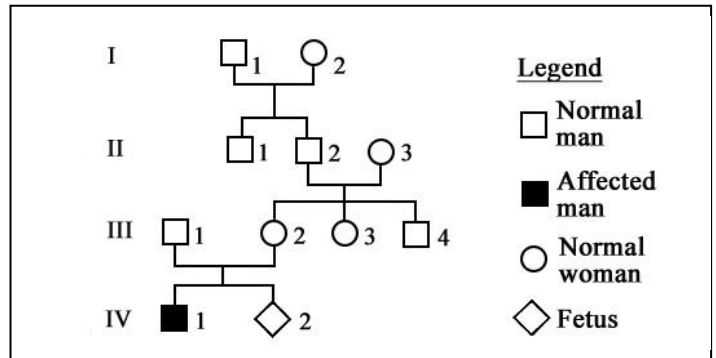 I
1
2
Legend
Normal
man
II
1
2
3
Affected
man
III
1
2
3
4
Normal
woman
IV
1
2
Fetus